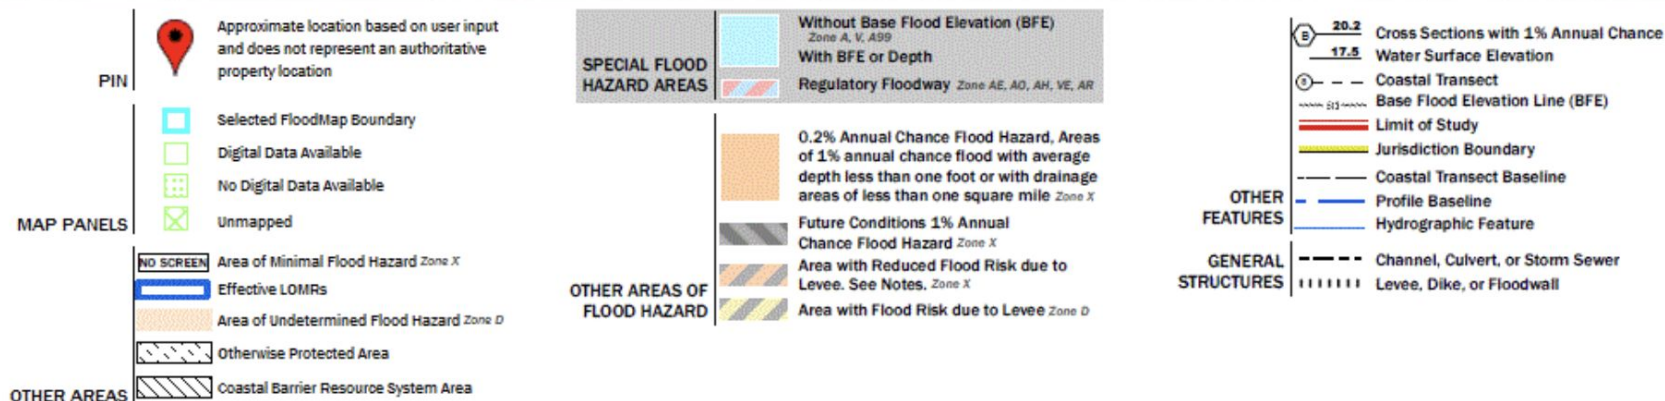 PIN
Approximate location based on user input
and does not represent an authoritative
property location
MAP PANELS
Selected FloodMap Boundary
Digital Data Available
No Digital Data Available
Unmapped
OTHER AREAS
NO SCREEN Area of Minimal Flood Hazard Zone X
Effective LOMRs
Area of Undetermined Flood Hazard Zone D
Otherwise Protected Area
Coastal Barrier Resource System Area
SPECIAL FLOOD
HAZARD AREAS
Without Base Flood Elevation (BFE)
Zone A, V, A99
With BFE or Depth
Regulatory Floodway Zone AE, AO, AH, VE, AR
OTHER AREAS OF
FLOOD HAZARD
0.2% Annual Chance Flood Hazard, Areas
of 1% annual chance flood with average
depth less than one foot or with drainage
areas of less than one square mile Zone X
Future Conditions 1% Annual
Chance Flood Hazard Zone X
Area with Reduced Flood Risk due to
Levee. See Notes. Zone X
Area with Flood Risk due to Levee Zone D
OTHER
FEATURES
B 20.2 Cross Sections with 1% Annual Chance
17.5 Water Surface Elevation
8 Coastal Transect
513 Base Flood Elevation Line (BFE)
Limit of Study
Jurisdiction Boundary
Coastal Transect Baseline
Profile Baseline
Hydrographic Feature
GENERAL
STRUCTURES
Channel, Culvert, or Storm Sewer
Levee, Dike, or Floodwall